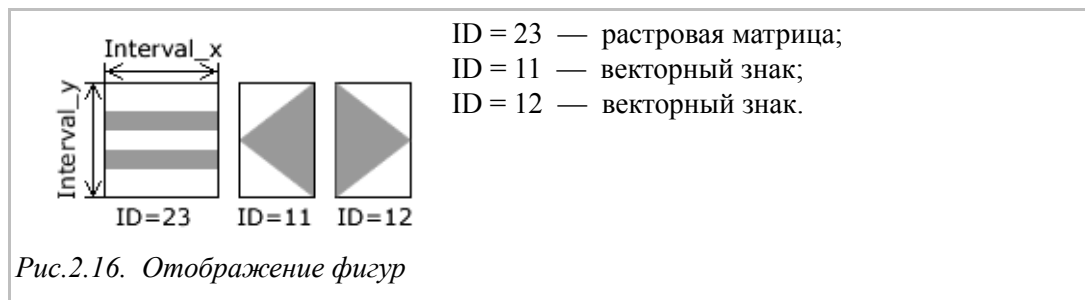 Interval_x
Interval_y
ID=23 ID=11 ID=12
ID = 23 — растровая матрица;
ID = 11 — векторный знак;
ID = 12 — векторный знак.
Рис.2.16. Отображение фигур